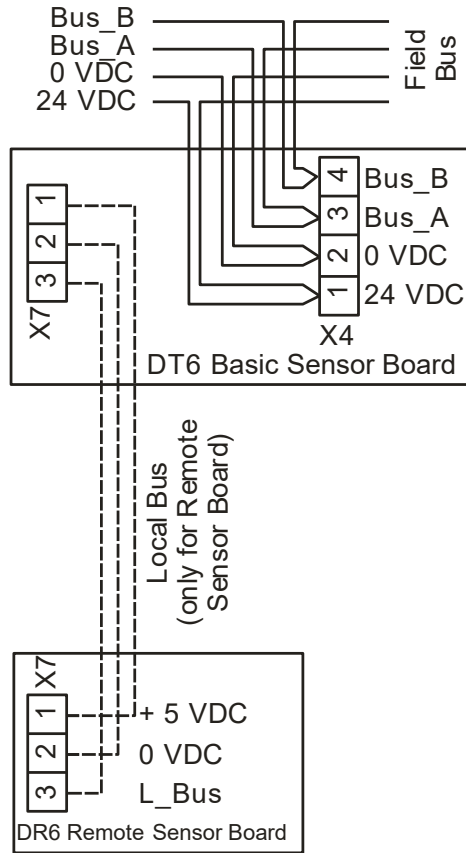 Bus_B
Bus_A
0 VDC
24 VDC
Field
Bus
1
2
3
X7
4 Bus_B
3 Bus_A
2 0 VDC
1 24 VDC
X4
DT6 Basic Sensor Board
Local Bus
(only for Remote
Sensor Board)
X7
1 + 5 VDC
2 0 VDC
3 L_Bus
DR6 Remote Sensor Board